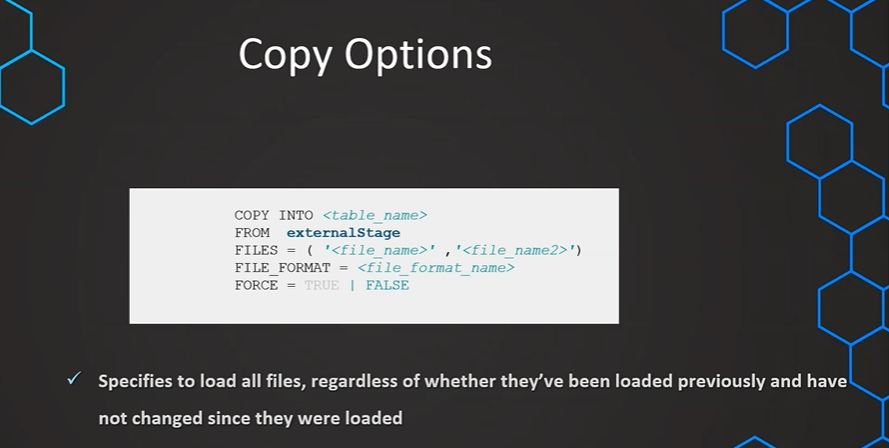 Copy Options
COPY INTO <table_name>
FROM externalStage
FILES = ( '<file_name>' ,'<file_name2>')
FILE_FORMAT = <file_format_name>
FORCE = TRUE | FALSE
✓ Specifies to load all files, regardless of whether they’ve been loaded previously and have
not changed since they were loaded